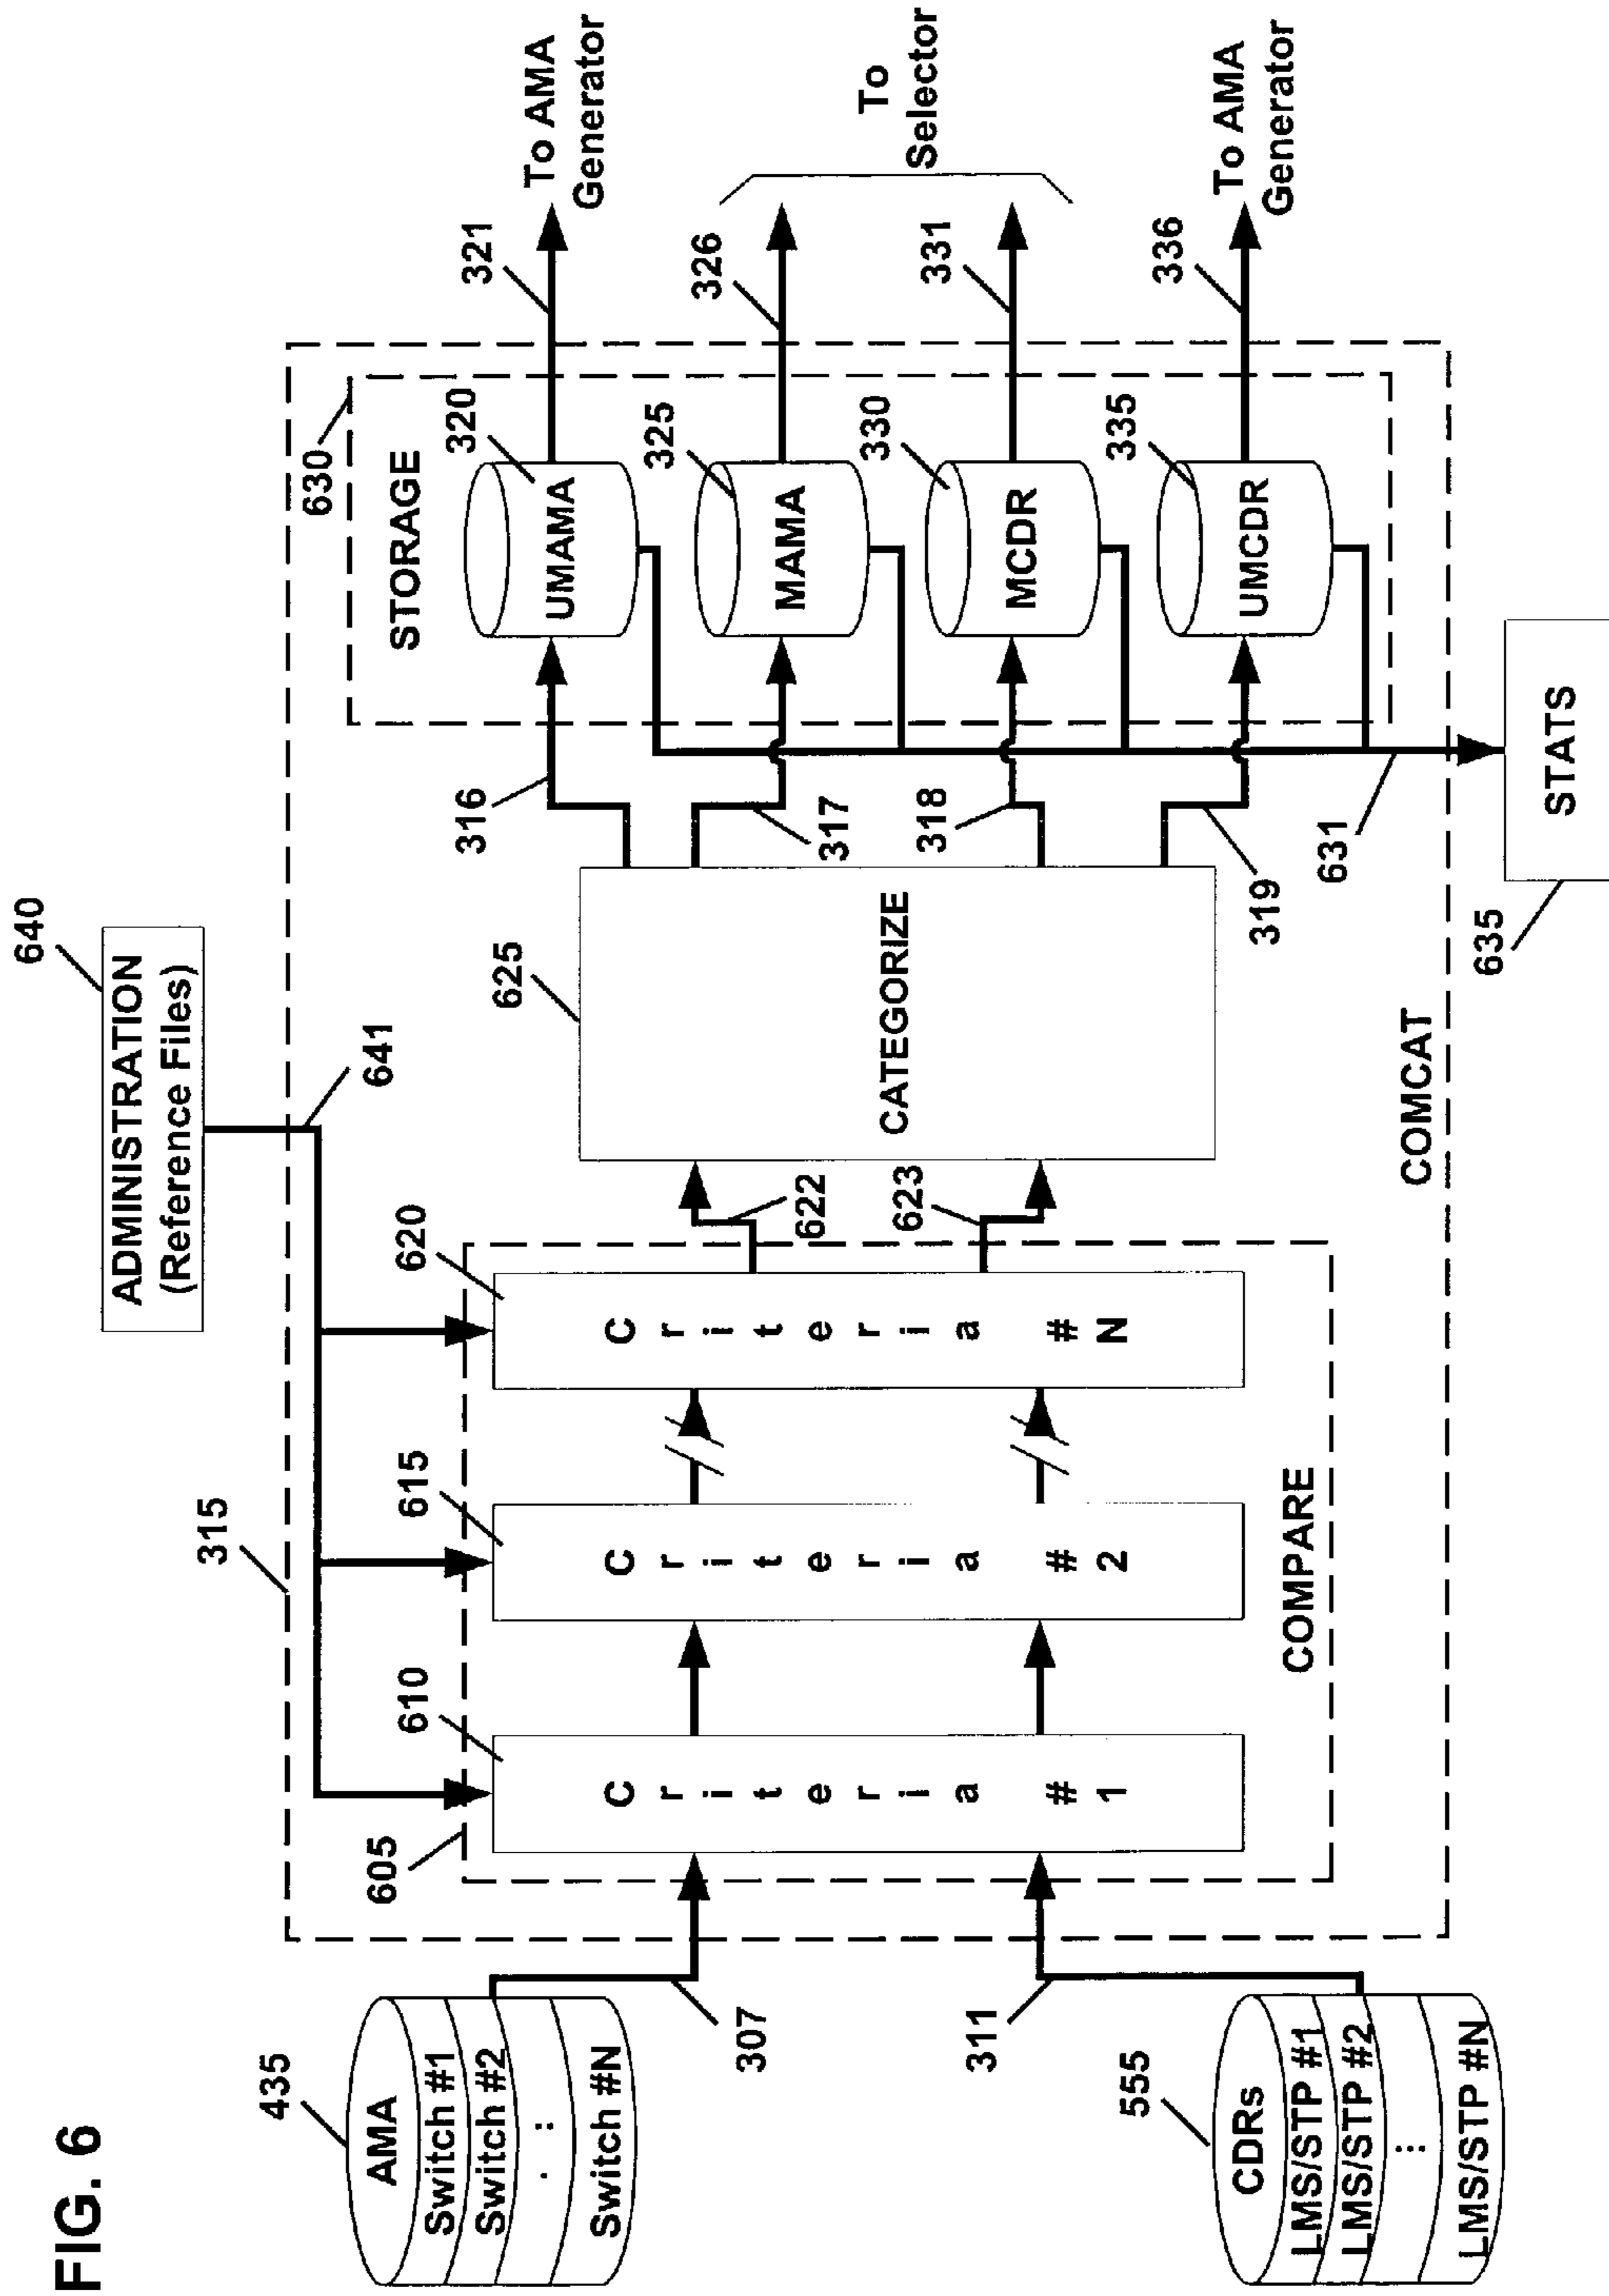 FIG. 6
640
ADMINISTRATION
(Reference Files)
641
315
435
AMA
Switch #1
Switch #2
. :
Switch #N
307
311
555
CDRs
LMS/STP #1
LMS/STP #2
...
LMS/STP #N
605
610
Criteria #1
615
Criteria #2
620
Criteria #N
COMPARE
622
623
625
CATEGORIZE
COMCAT
316
317
318
319
630
STORAGE
320
UMAMA
325
MAMA
330
MCDR
335
UMCDR
631
635
STATS
321
To AMA
Generator
326
331
To
Selector
336
To AMA
Generator